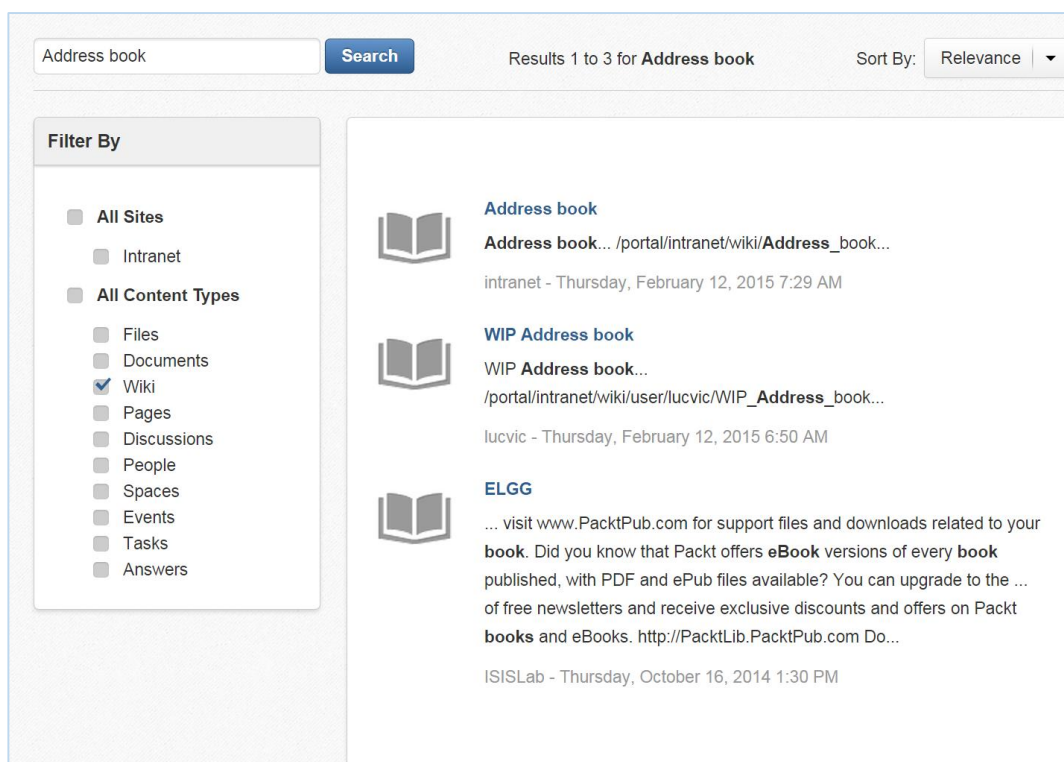 Address book
Search
Results 1 to 3 for Address book
Sort By:
Relevance
Filter By
All Sites
Intranet
All Content Types
Files
Documents
Wiki
Pages
Discussions
People
Spaces
Events
Tasks
Answers
Address book
Address book... /portal/intranet/wiki/Address_book...
intranet - Thursday, February 12, 2015 7:29 AM
WIP Address book
WIP Address book...
/portal/intranet/wiki/user/lucvic/WIP_Address_book...
lucvic - Thursday, February 12, 2015 6:50 AM
ELGG
... visit www.PacktPub.com for support files and downloads related to your
book. Did you know that Packt offers eBook versions of every book
published, with PDF and ePub files available? You can upgrade to the ...
of free newsletters and receive exclusive discounts and offers on Packt
books and eBooks. http://PacktLib.PacktPub.com Do...
ISISLab - Thursday, October 16, 2014 1:30 PM